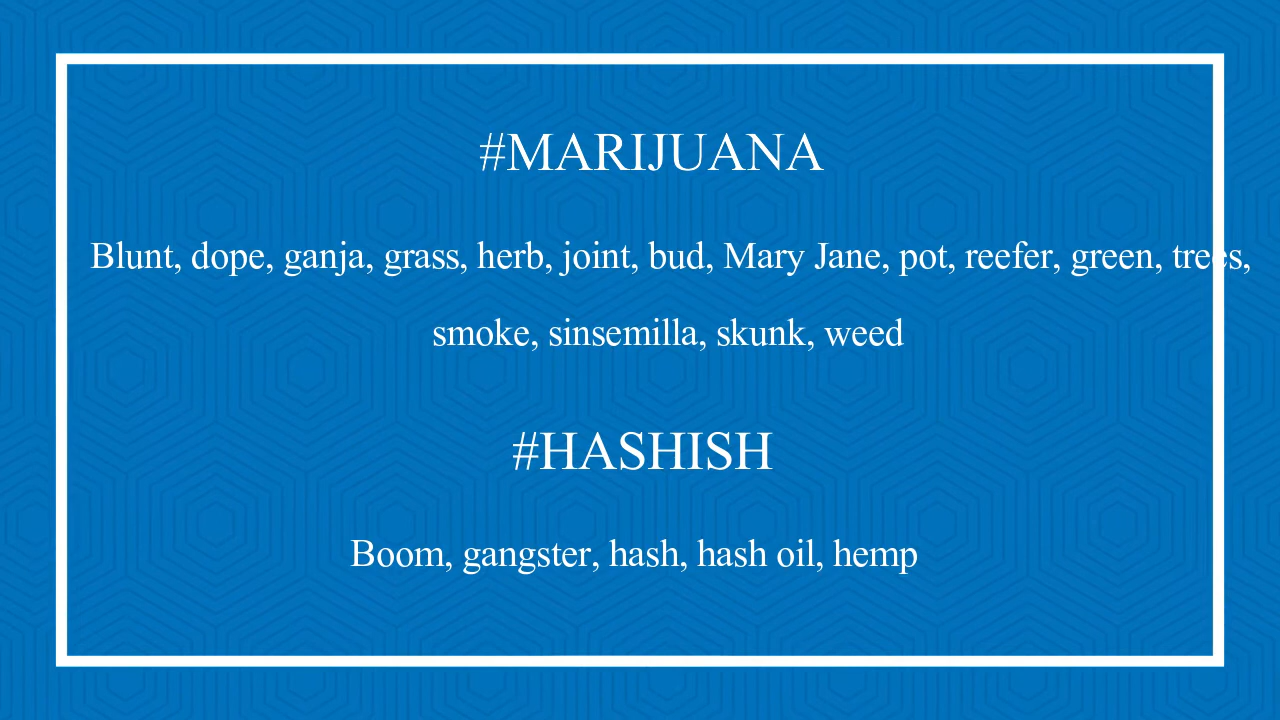 #MARIJUANA
Blunt, dope, ganja, grass, herb, joint, bud, Mary Jane, pot, reefer, green, trees,
smoke, sinsemilla, skunk, weed
#HASHISH
Boom, gangster, hash, hash oil, hemp